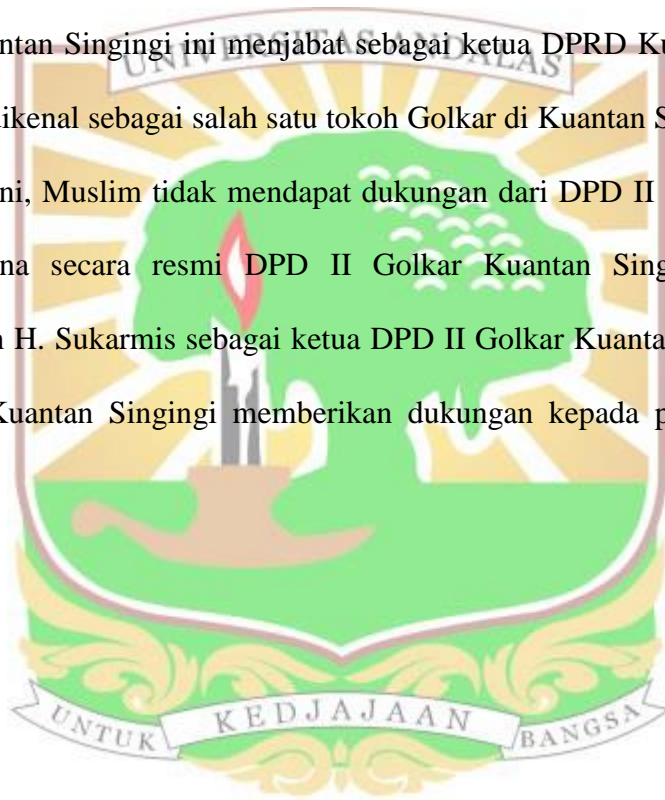 ntan Singingi ini menjabat sebagai ketua DPRD Ku
UNIVERSITAS ANDALAS
ikenal sebagai salah satu tokoh Golkar di Kuantan S
ni, Muslim tidak mendapat dukungan dari DPD II
na secara resmi DPD II Golkar Kuantan Sing
n H. Sukarmis sebagai ketua DPD II Golkar Kuanta
Kuantan Singingi memberikan dukungan kepada p
UNTUK KEDJAJAAN BANGSA